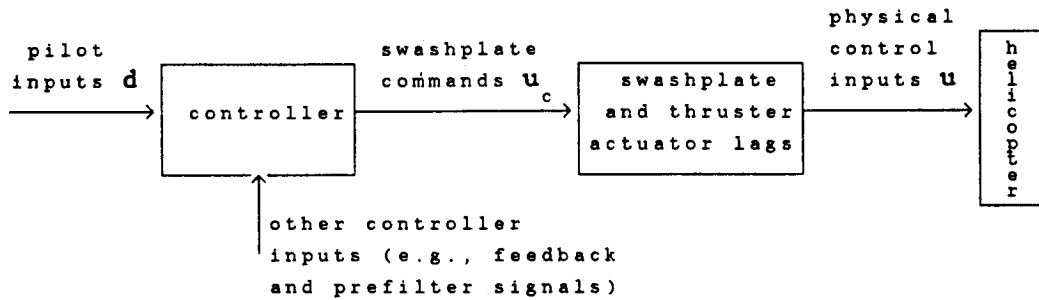 pilot
inputs d
controller
swashplate
commands u c
swashplate
and thruster
actuator lags
physical
control
inputs u
helicopter
other controller
inputs (e.g., feedback
and prefilter signals)